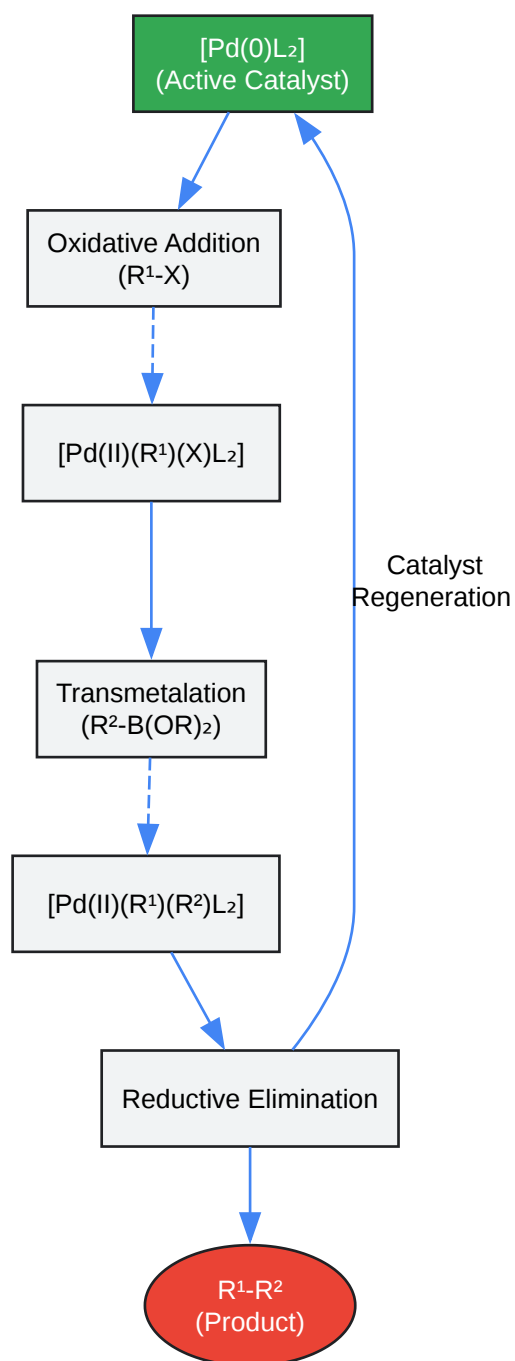 [Pd(0)L₂]
(Active Catalyst)
Oxidative Addition
(R¹-X)
[Pd(II)(R¹)(X)L₂]
Catalyst
Regeneration
Transmetalation
(R²-B(OR)₂)
[Pd(II)(R¹)(R²)L₂]
Reductive Elimination
R¹-R²
(Product)